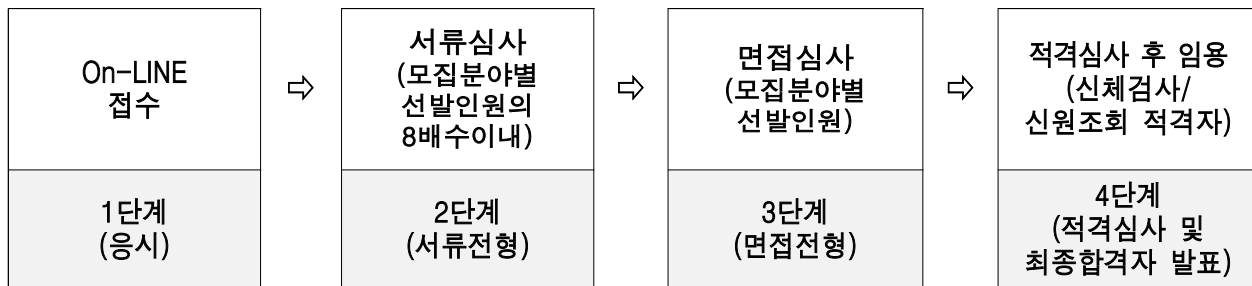 On-LINE
접수
⇨
서류심사
(모집분야별
선발인원의
8배수이내)
⇨
면접심사
(모집분야별
선발인원)
⇨
적격심사 후 임용
(신체검사/
신원조회 적격자)
1단계
(응시)
2단계
(서류전형)
3단계
(면접전형)
4단계
(적격심사 및
최종합격자 발표)